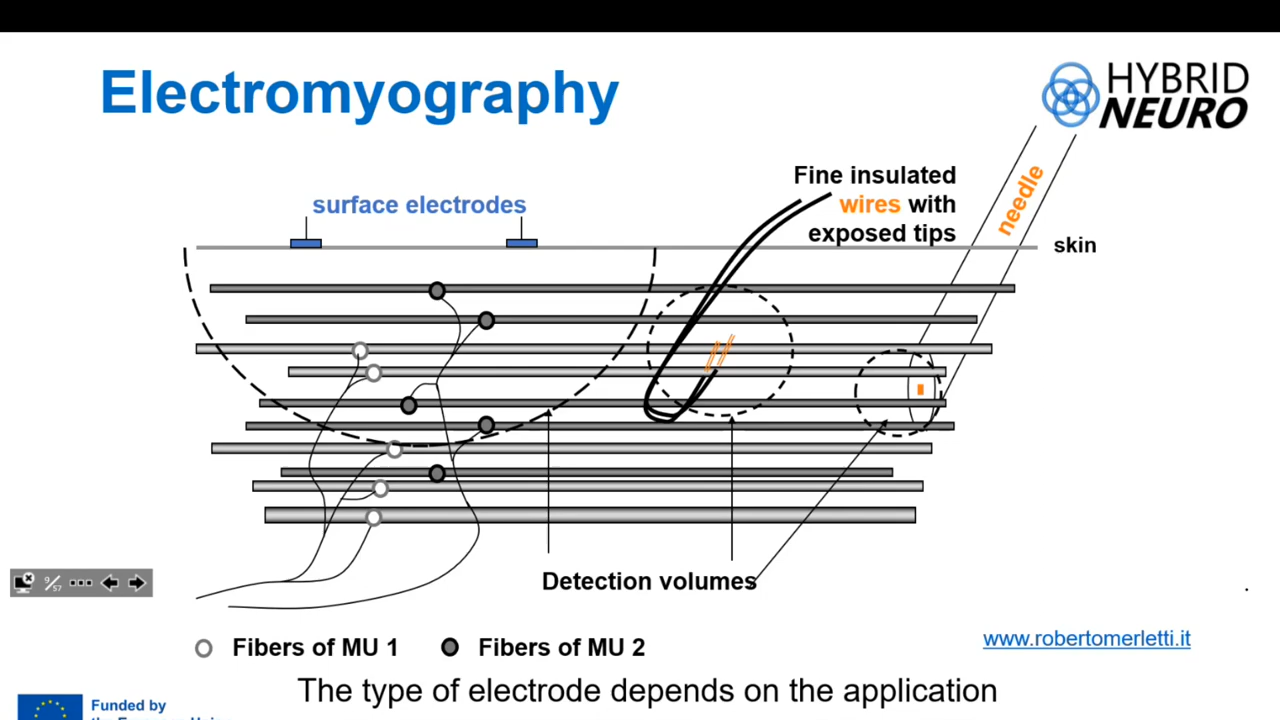 Electromyography
HYBRID
NEURO
Fine insulated
wires with
exposed tips
needle
surface electrodes
skin
Detection volumes
9/57
Fibers of MU 1
Fibers of MU 2
www.robertomerletti.it
The type of electrode depends on the application
Funded by
the European Union